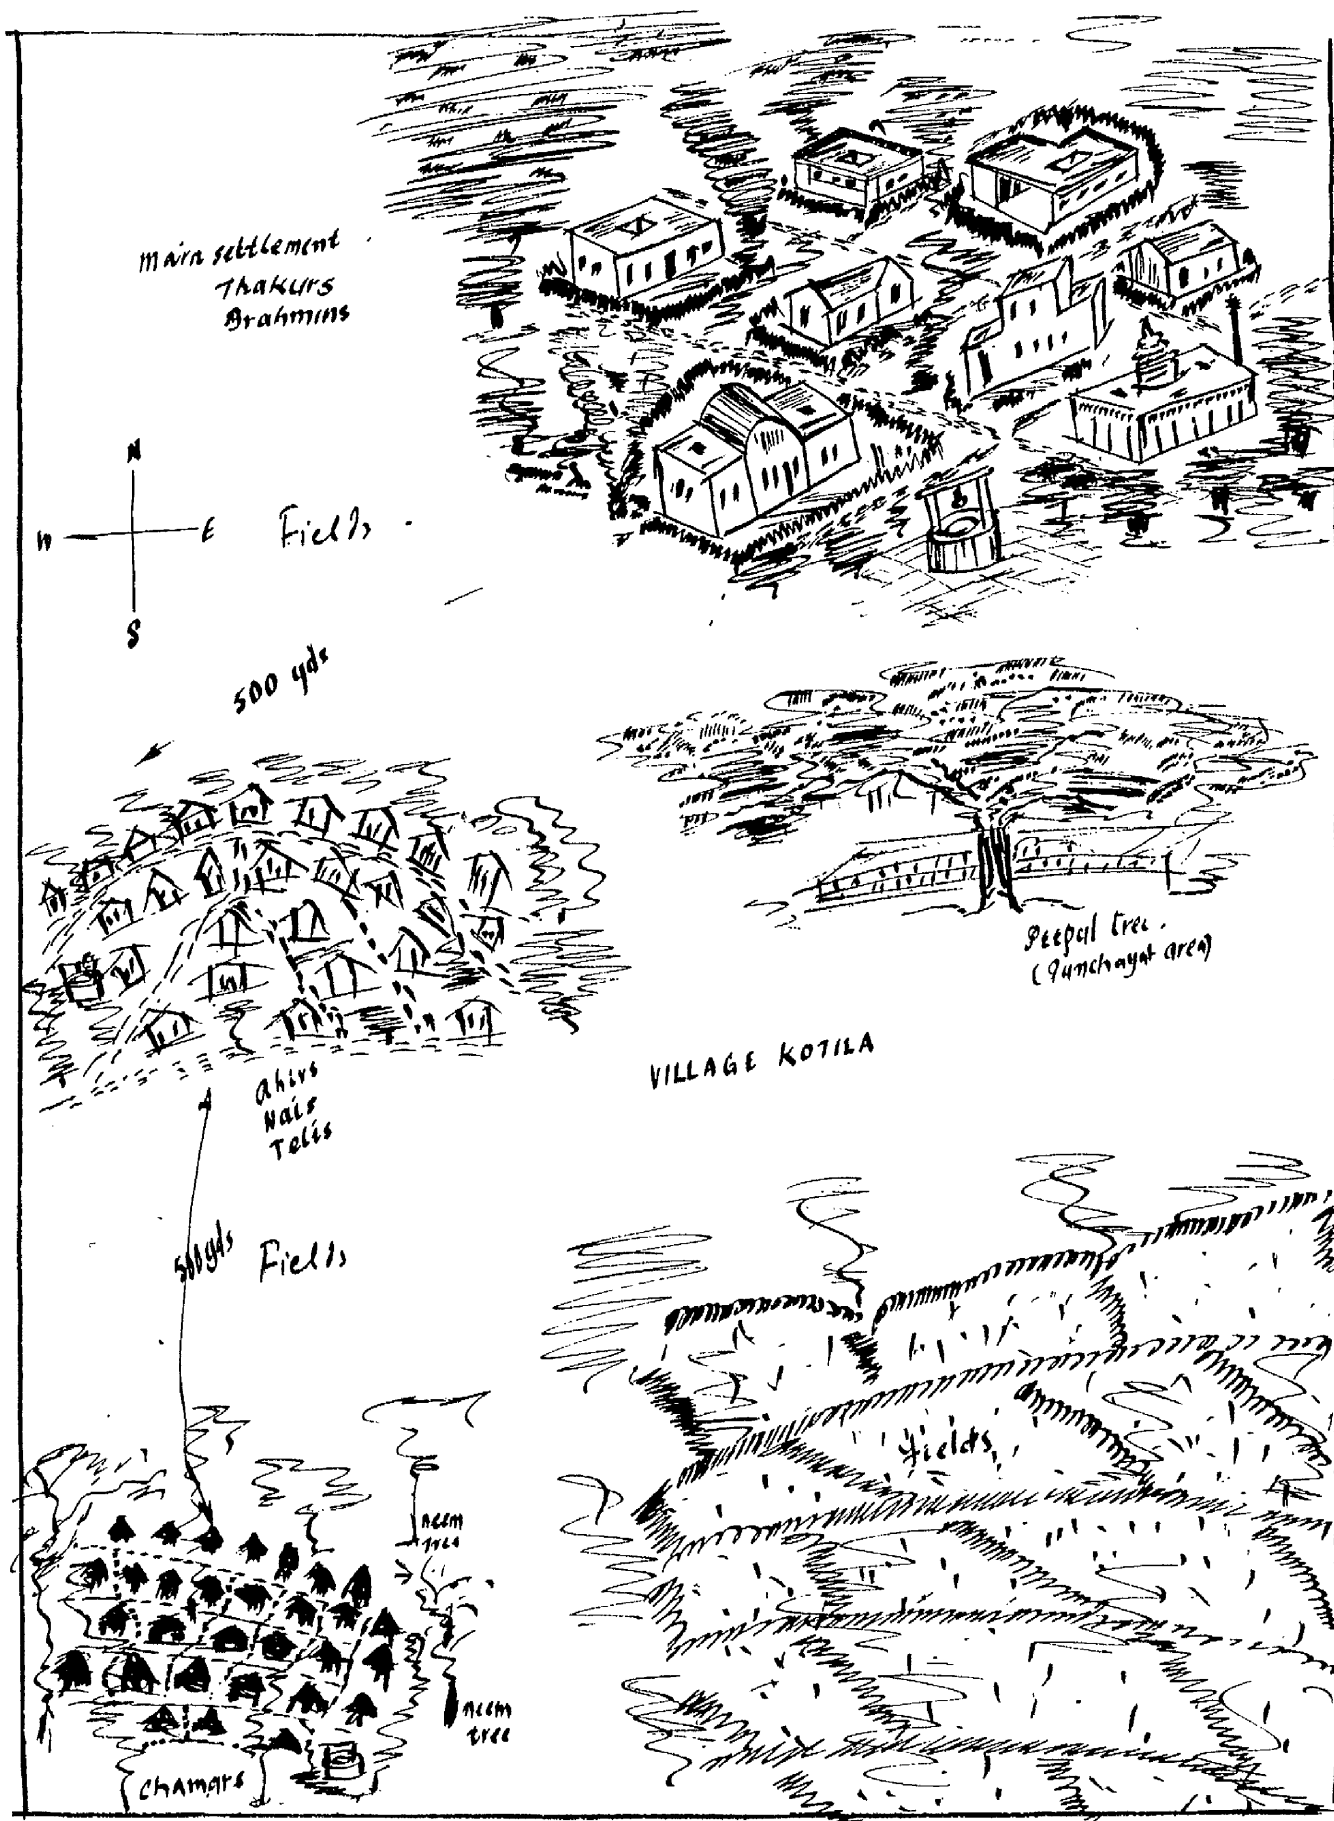 Main settlement
Thakurs
Brahmins
N
W
E
S
Fields
500 yds
Peepal tree.
(Punchayat area)
VILLAGE KOTILA
Ahirs
Nais
Telis
500 yds
Fields
Fields
neem
tree
neem
tree
Chamars